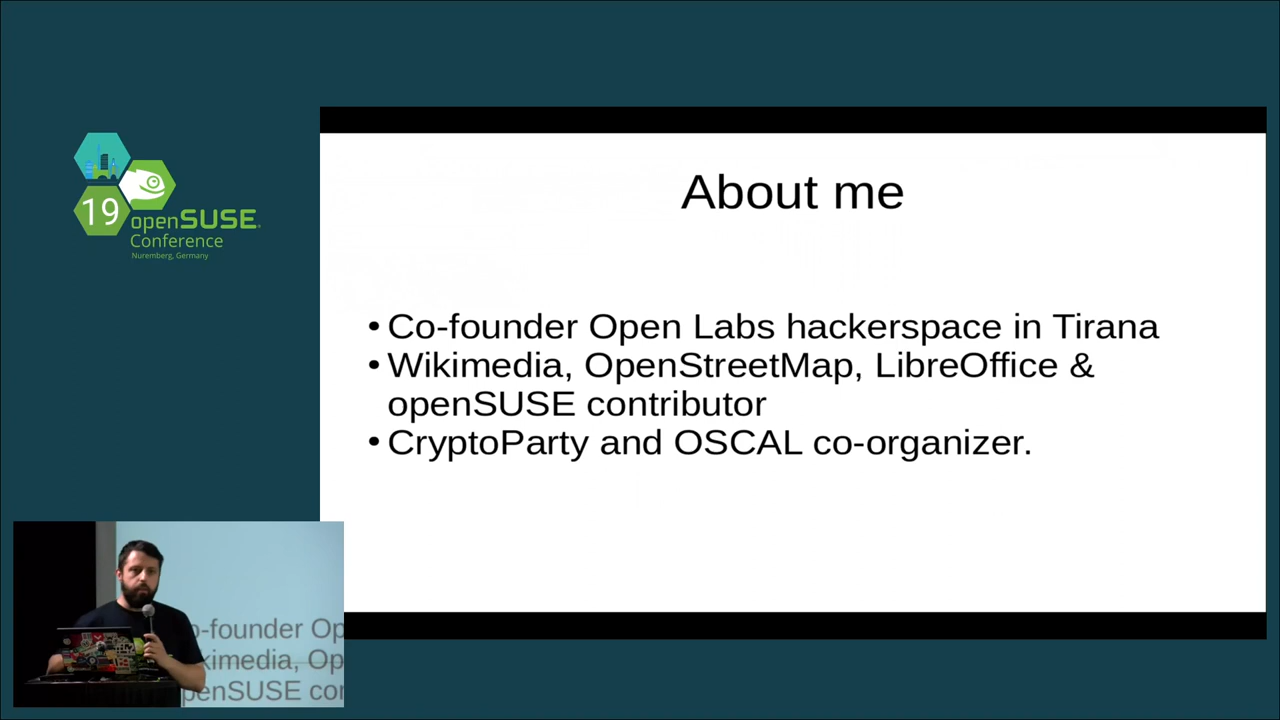 19
openSUSE
Conference
Nuremberg, Germany
About me
• Co-founder Open Labs hackerspace in Tirana
• Wikimedia, OpenStreetMap, LibreOffice &
openSUSE contributor
• CryptoParty and OSCAL co-organizer.
o-founder Op
kimedia, Op
penSUSE con